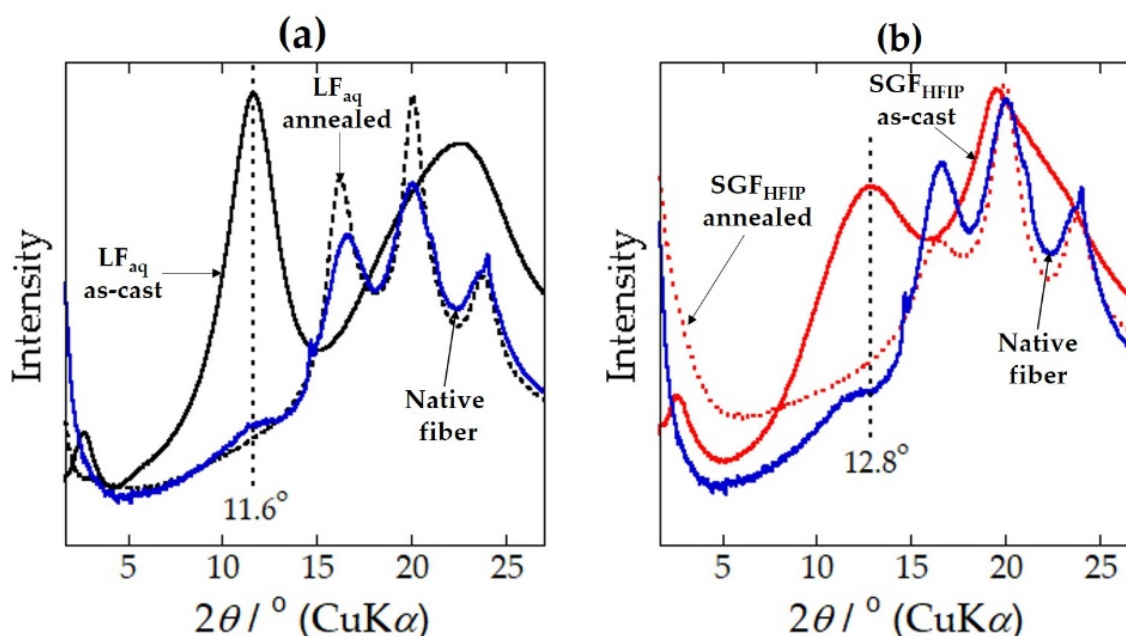 (a)
LFaq
annealed
LFaq
as-cast
Native
fiber
11.6°
Intensity
5 10 15 20 25
2θ / ° (CuKα)
(b)
SGFHFIP
as-cast
SGFHFIP
annealed
Native
fiber
12.8°
Intensity
5 10 15 20 25
2θ / ° (CuKα)